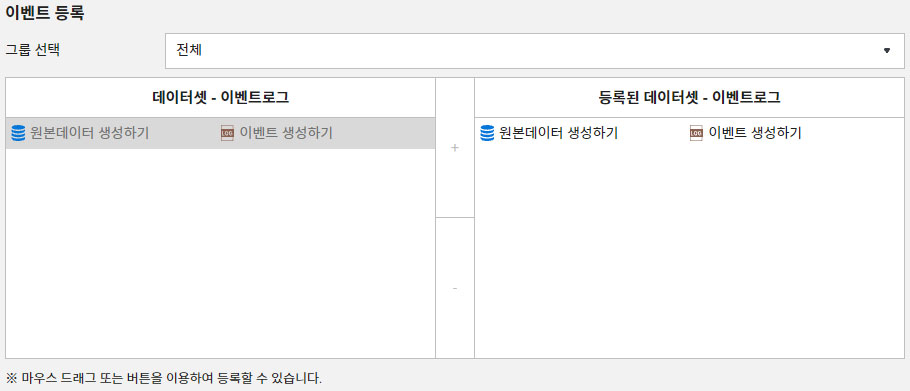 이벤트 등록
그룹 선택 전체
데이터셋 - 이벤트로그 등록된 데이터셋 - 이벤트로그
원본데이터 생성하기 LOG 이벤트 생성하기 + 원본데이터 생성하기 LOG 이벤트 생성하기
-
※ 마우스 드래그 또는 버튼을 이용하여 등록할 수 있습니다.